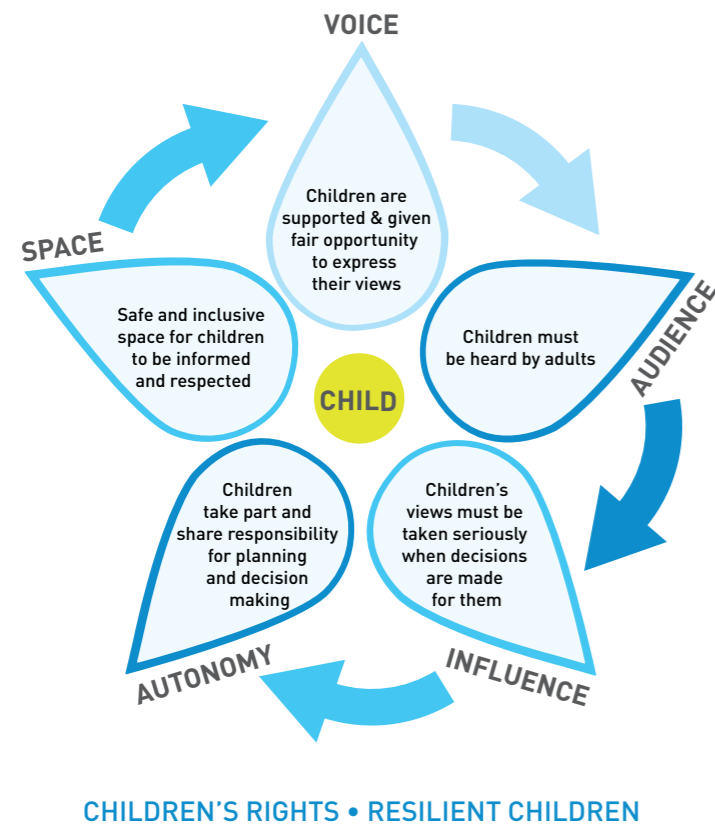 VOICE
Children are
supported & given
fair opportunity
to express
their views
AUDIENCE
Children must
be heard by adults
INFLUENCE
Children's
views must be
taken seriously
when decisions
are made
for them
AUTONOMY
Children
take part and
share responsibility
for planning
and decision
making
SPACE
Safe and inclusive
space for children
to be informed
and respected
CHILD
CHILDREN'S RIGHTS • RESILIENT CHILDREN